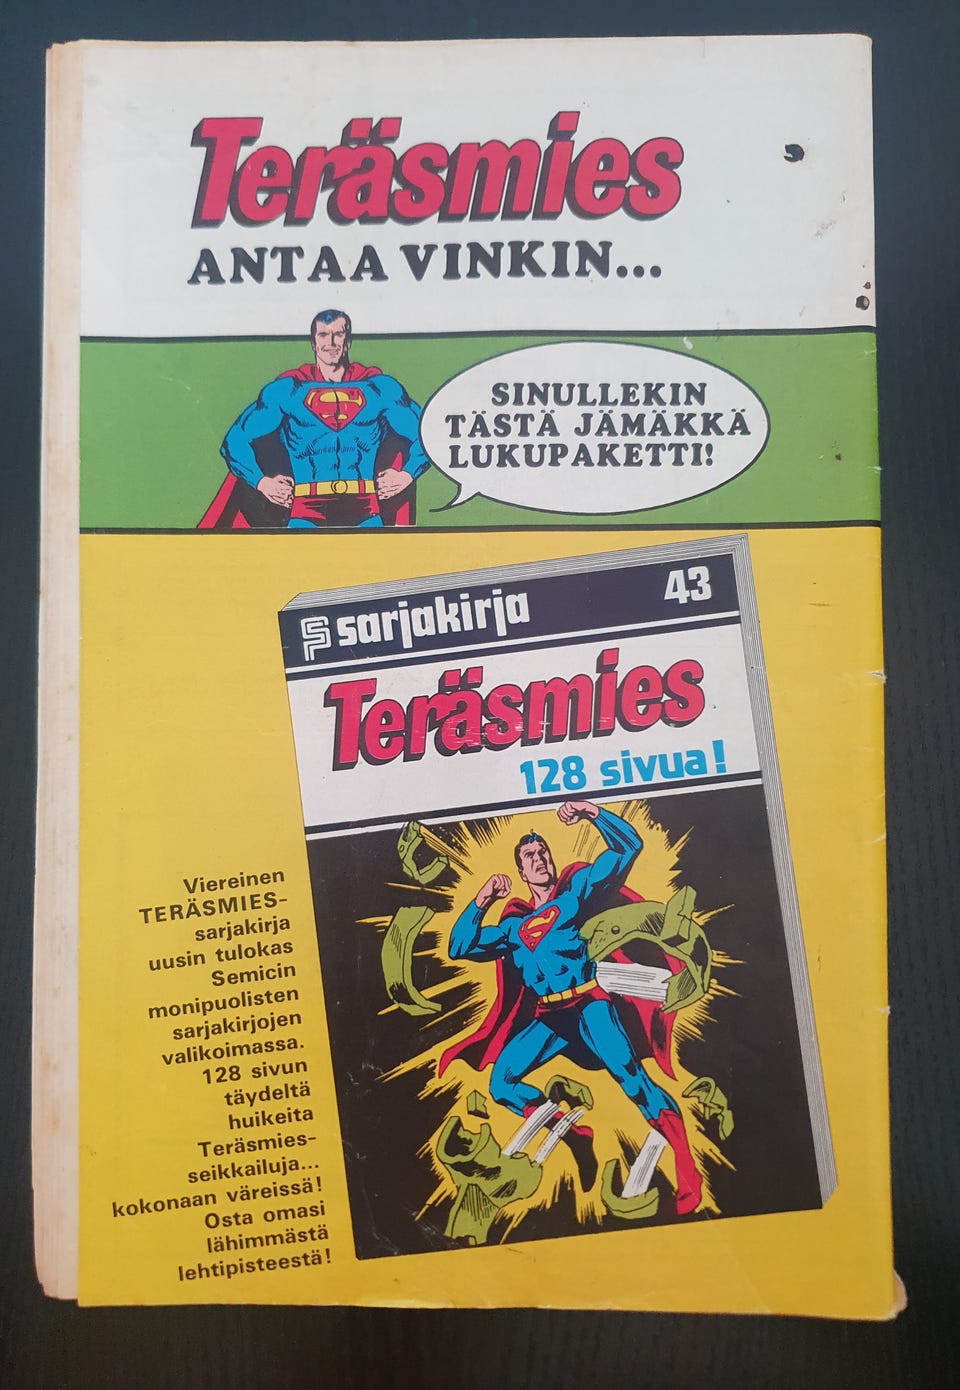 Teräsmies
ANTAA VINKIN...
SINULLEKIN
TÄSTÄ JÄMÄKKÄ
LUKUPAKETTI!
sarjakirja 43
Teräsmies
128 sivua!
Viereinen
TERÄSMIES-
sarjakirja
uusin tulokas
Semicin
monipuolisten
sarjakirjojen
valikoimassa.
128 sivun
täydeltä
huikeita
Teräsmies-
seikkailuja...
kokonaan väreissä!
Osta omasi
lähimmästä
lehtipisteestä!